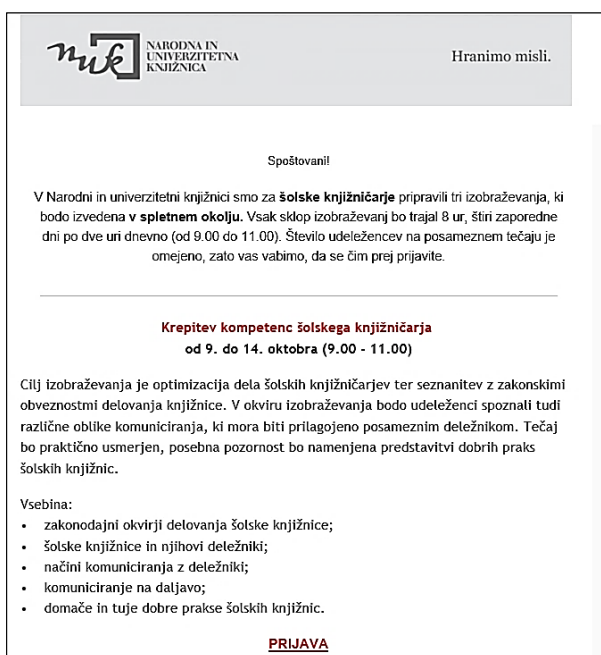 nuk NARODNA IN
UNIVERZITETNA
KNJIŽNICA
Hranimo misli.
Spoštovani!
V Narodni in univerzitetni knjižnici smo za šolske knjižničarje pripravili tri izobraževanja, ki
bodo izvedena v spletnem okolju. Vsak sklop izobraževanj bo trajal 8 ur, štiri zaporedne
dni po dve uri dnevno (od 9.00 do 11.00). Število udeležencev na posameznem tečaju je
omejeno, zato vas vabimo, da se čim prej prijavite.
Krepitev kompetenc šolskega knjižničarja
od 9. do 14. oktobra (9.00 - 11.00)
Cilj izobraževanja je optimizacija dela šolskih knjižničarjev ter seznanitev z zakonskimi
obveznostmi delovanja knjižnice. V okviru izobraževanja bodo udeleženci spoznali tudi
različne oblike komuniciranja, ki mora biti prilagojeno posameznim deležnikom. Tečaj
bo praktično usmerjen, posebna pozornost bo namenjena predstavitvi dobrih praks
šolskih knjižnic.
Vsebina:
• zakonodajni okvirji delovanja šolske knjižnice;
• šolske knjižnice in njihovi deležniki;
• načini komuniciranja z deležniki;
• komuniciranje na daljavo;
• domače in tuje dobre prakse šolskih knjižnic.
PRIJAVA